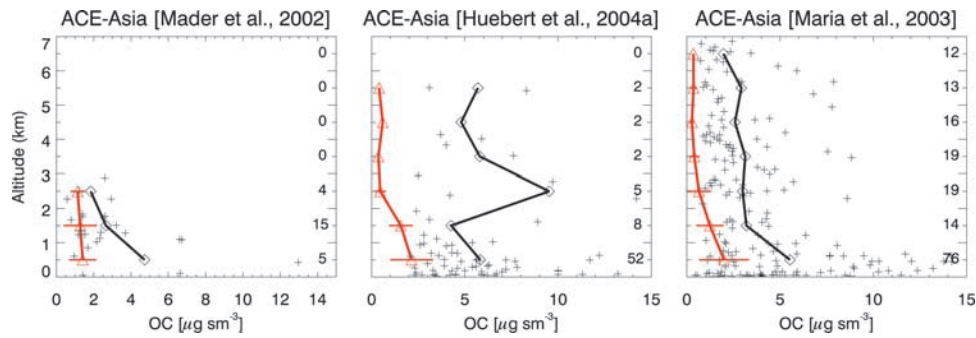 ACE-Asia [Mader et al., 2002]
ACE-Asia [Huebert et al., 2004a]
ACE-Asia [Maria et al., 2003]
Altitude (km)
7
6
5
4
3
2
1
0
0
0
0
0
4
15
5
0
2
2
2
5
8
52
12
13
16
19
19
14
76
0 2 4 6 8 10 12 14
0 5 10 15
0 5 10 15
OC [μg sm⁻³]
OC [μg sm⁻³]
OC [μg sm⁻³]